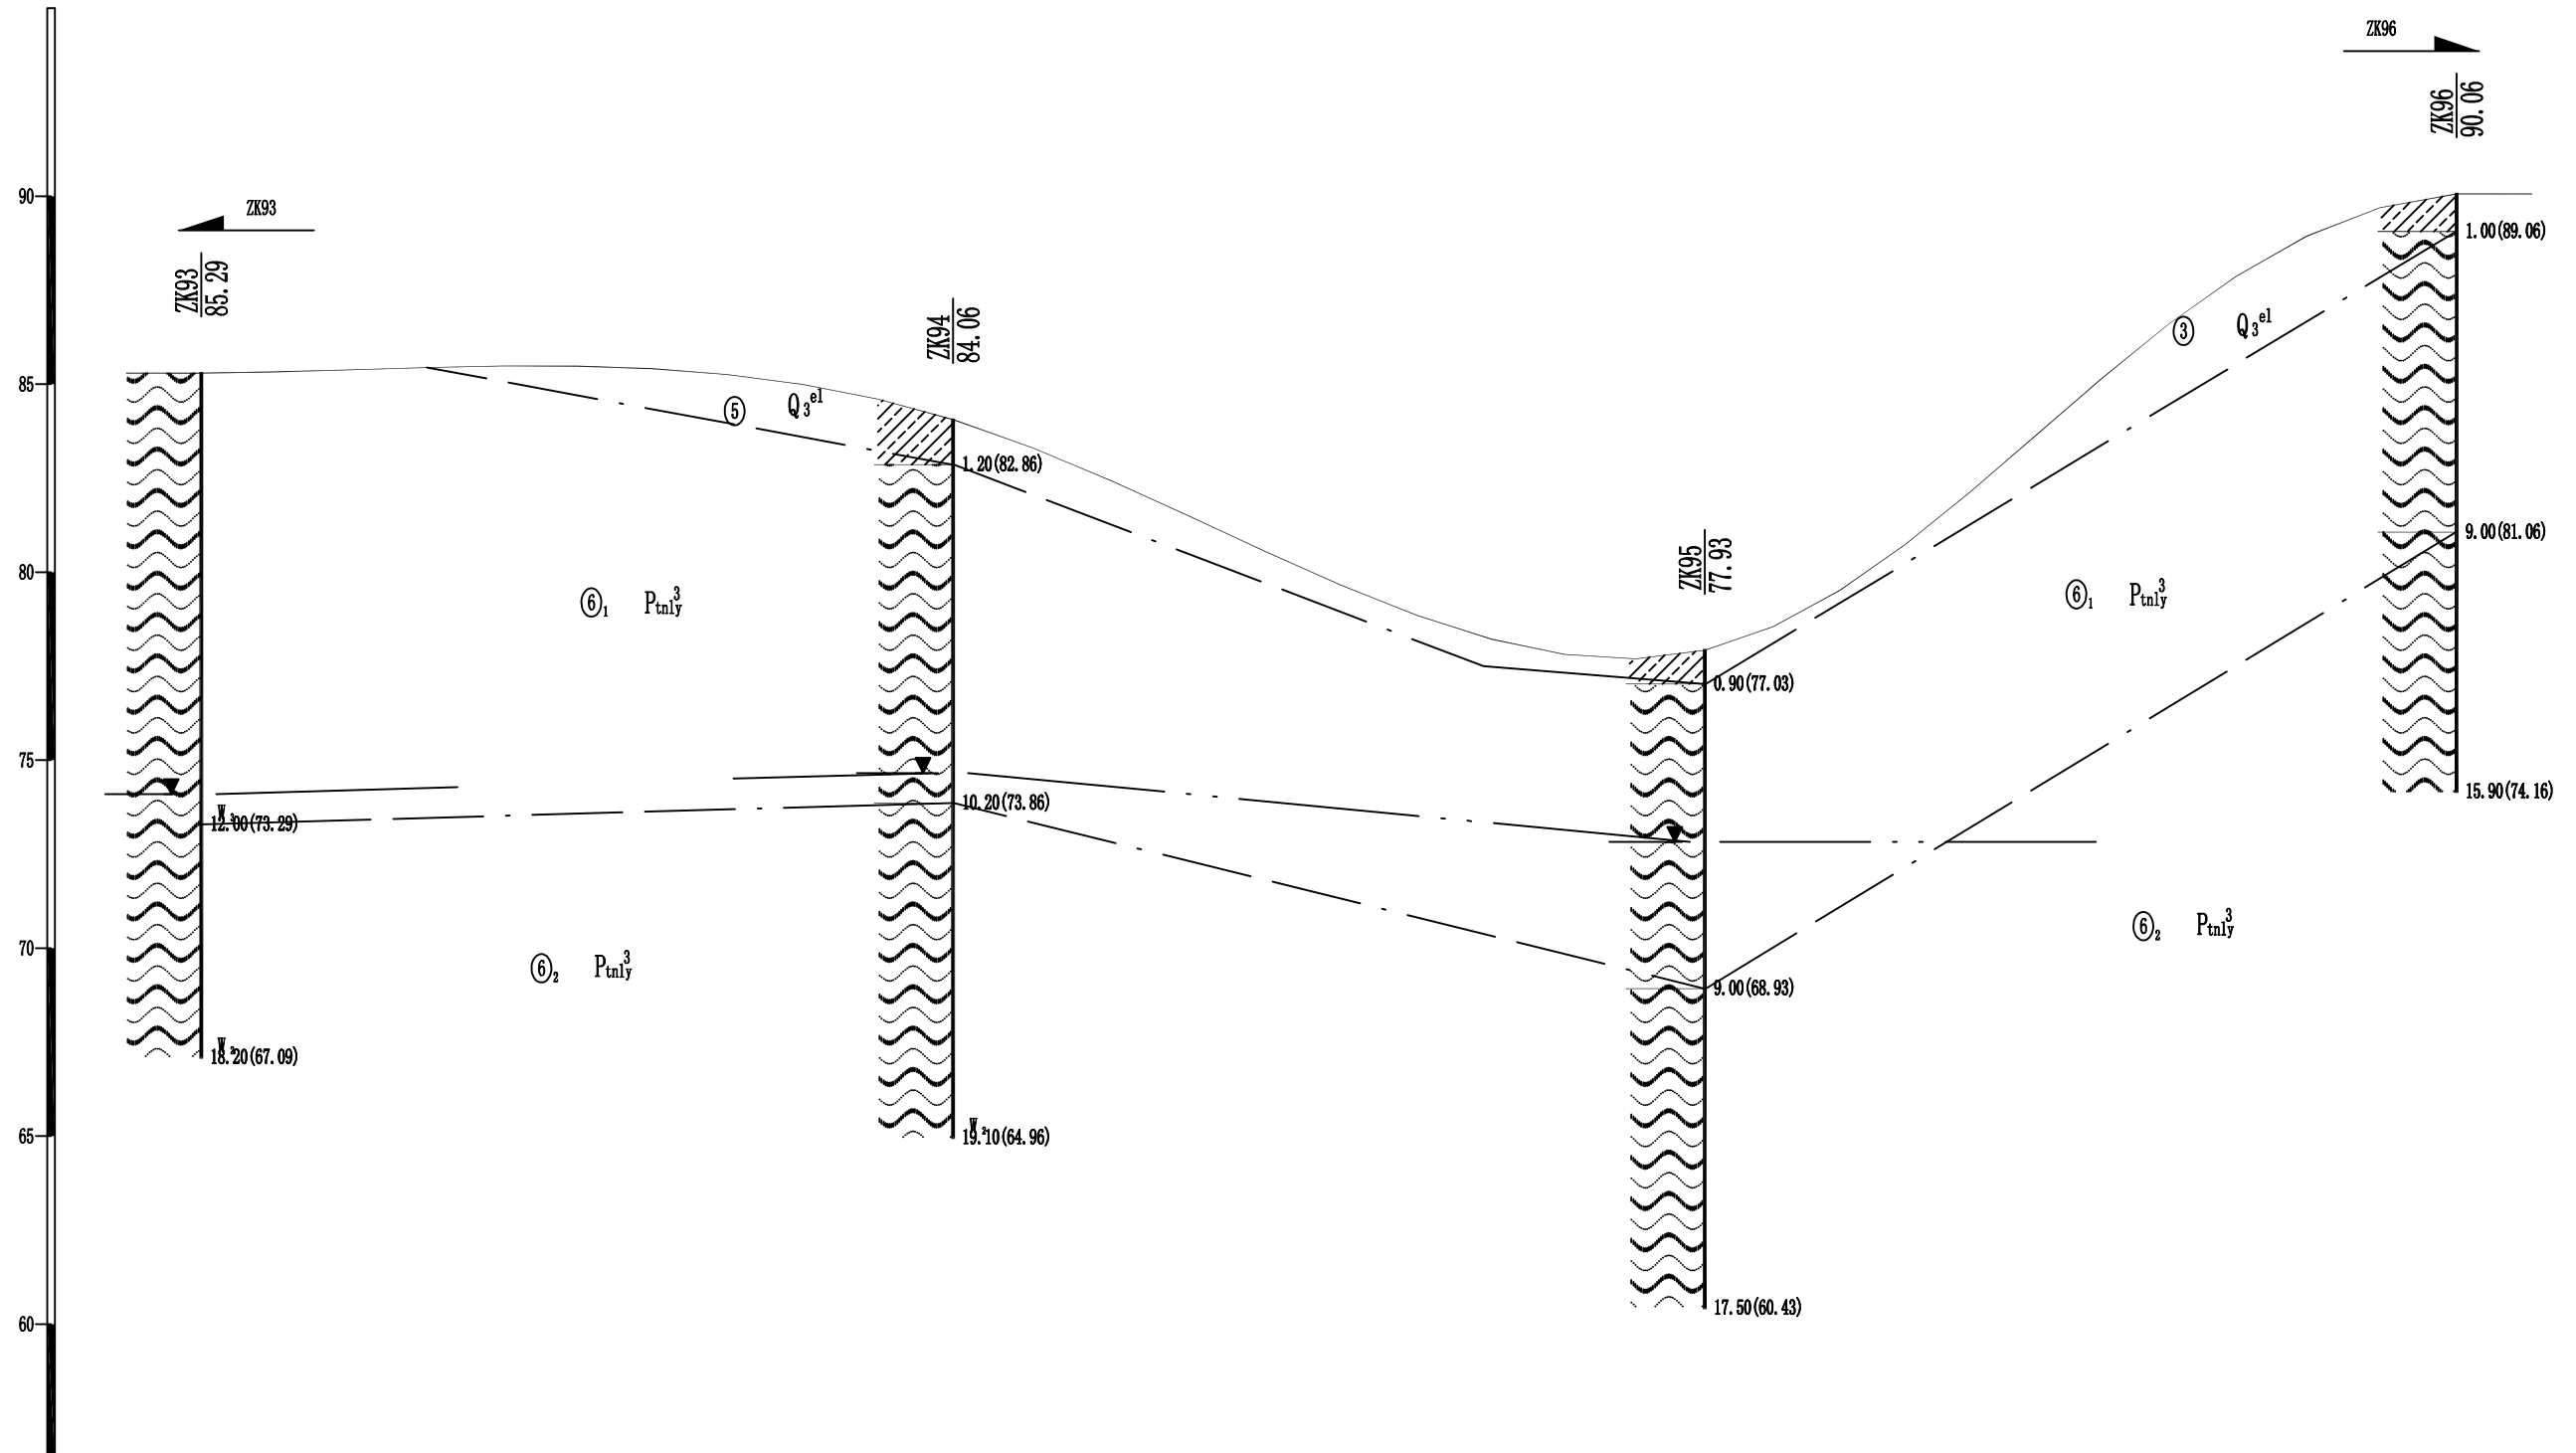 ZK96
ZK96
90.06
90
ZK93
1.00(89.06)
ZK93
85.29
③ Q₃ᵉˡ
ZK94
84.06
85
⑤ Q₃ᵉˡ
1.20(82.86)
9.00(81.06)
ZK95
77.93
80
⑥₁ Ptnly³
⑥₁ Ptnly³
0.90(77.03)
75
15.90(74.16)
10.20(73.86)
12.00(73.29)
70
⑥₂ Ptnly³
⑥₂ Ptnly³
9.00(68.93)
W₂
18.20(67.09)
65
W₂
19.10(64.96)
17.50(60.43)
60